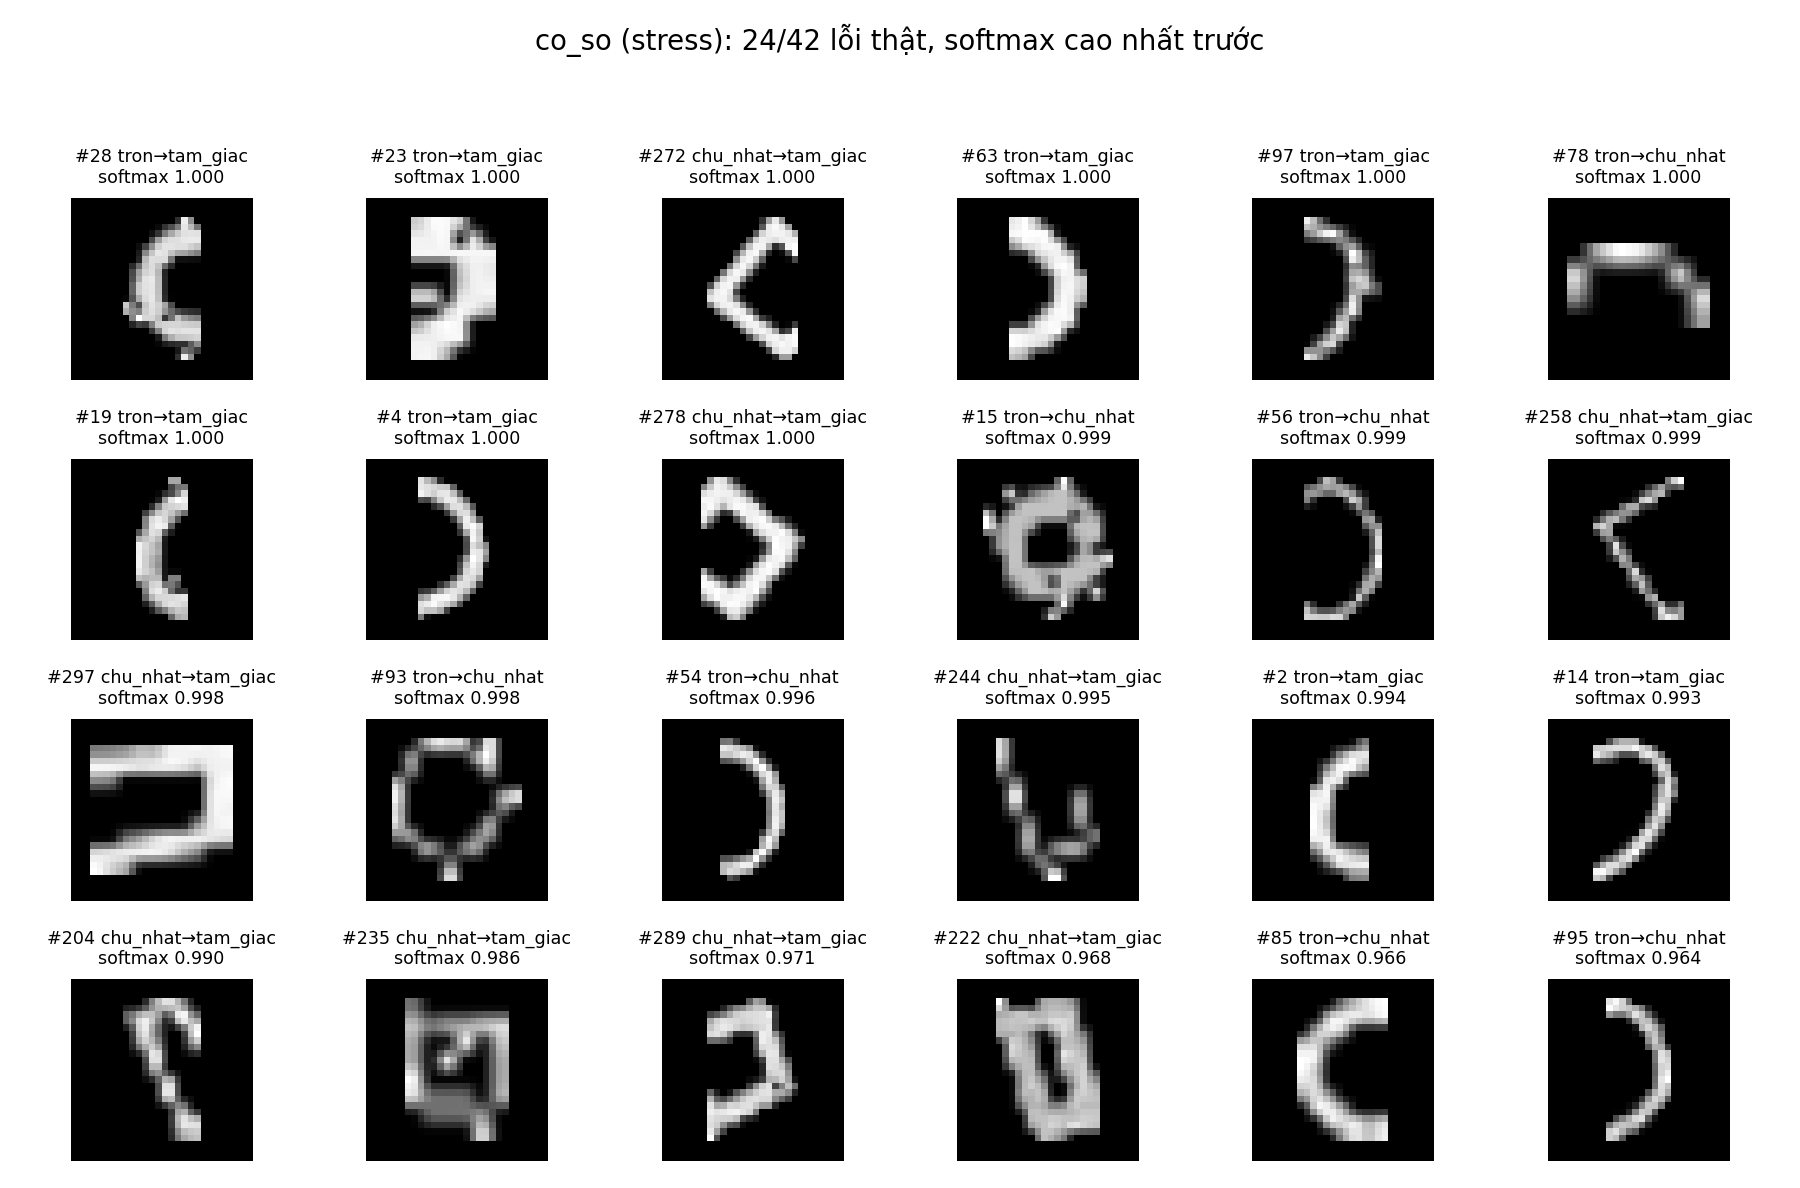 co_so (stress): 24/42 lỗi thật, softmax cao nhất trước
#28 tron→tam_giac
softmax 1.000
#23 tron→tam_giac
softmax 1.000
#272 chu_nhat→tam_giac
softmax 1.000
#63 tron→tam_giac
softmax 1.000
#97 tron→tam_giac
softmax 1.000
#78 tron→chu_nhat
softmax 1.000
#19 tron→tam_giac
softmax 1.000
#4 tron→tam_giac
softmax 1.000
#278 chu_nhat→tam_giac
softmax 1.000
#15 tron→chu_nhat
softmax 0.999
#56 tron→chu_nhat
softmax 0.999
#258 chu_nhat→tam_giac
softmax 0.999
#297 chu_nhat→tam_giac
softmax 0.998
#93 tron→chu_nhat
softmax 0.998
#54 tron→chu_nhat
softmax 0.996
#244 chu_nhat→tam_giac
softmax 0.995
#2 tron→tam_giac
softmax 0.994
#14 tron→tam_giac
softmax 0.993
#204 chu_nhat→tam_giac
softmax 0.990
#235 chu_nhat→tam_giac
softmax 0.986
#289 chu_nhat→tam_giac
softmax 0.971
#222 chu_nhat→tam_giac
softmax 0.968
#85 tron→chu_nhat
softmax 0.966
#95 tron→chu_nhat
softmax 0.964